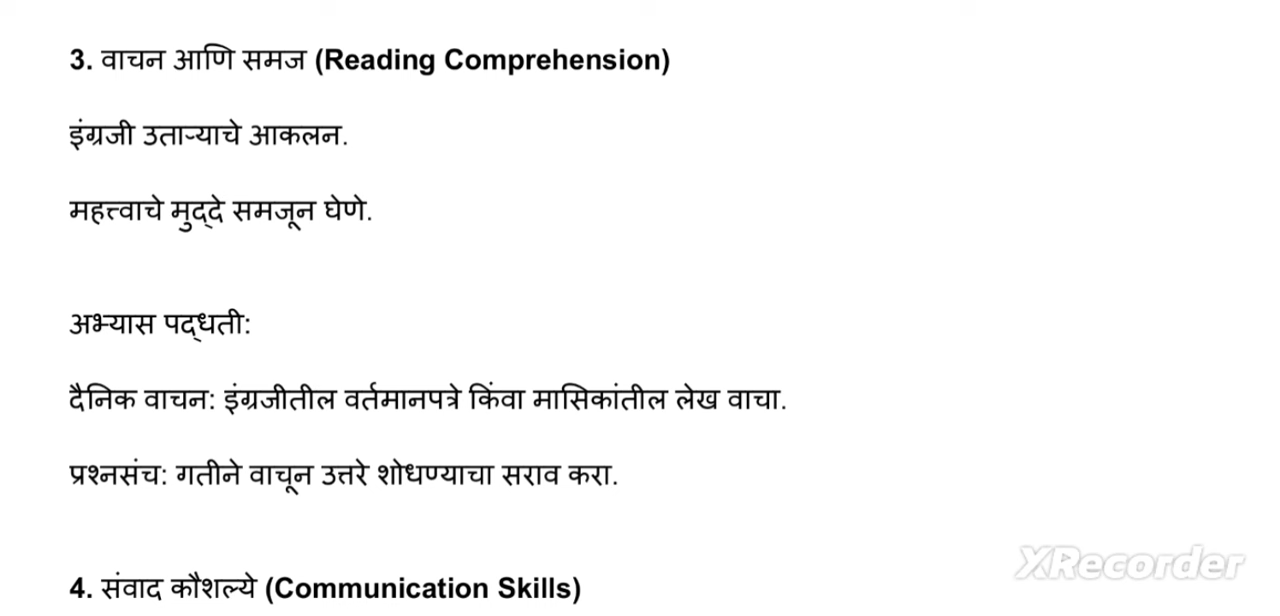 3. वाचन आणि समज (Reading Comprehension)
इंग्रजी उताऱ्याचे आकलन.
महत्त्वाचे मुद्‌दे समजून घेणे.
अभ्यास पद्‌धती:
दैनिक वाचन: इंग्रजीतील वर्तमानपत्रे किंवा मासिकांतील लेख वाचा.
प्रश्नसंच: गतीने वाचून उत्तरे शोधण्याचा सराव करा.
4. संवाद कौशल्ये (Communication Skills)
XRecorder